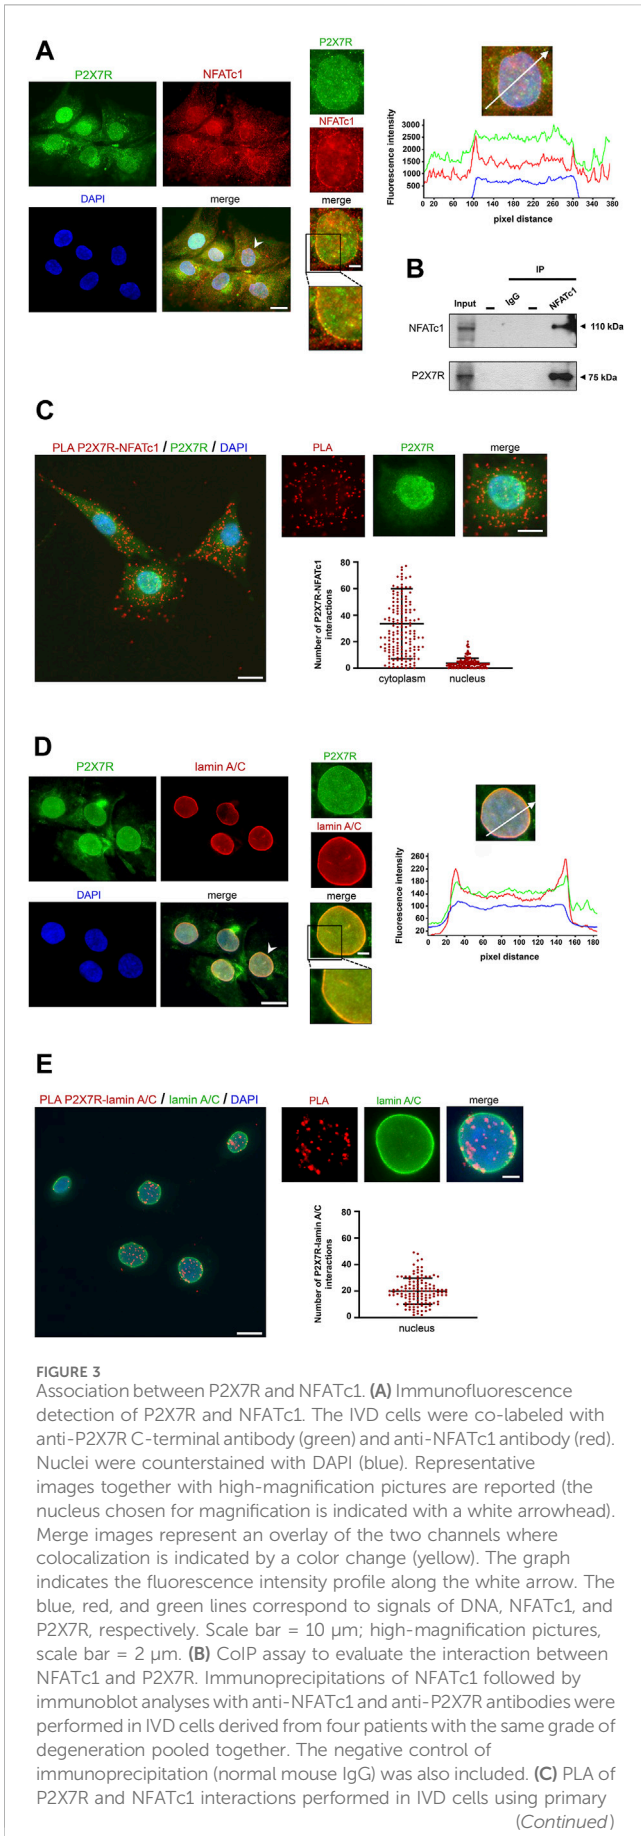 A
P2X7R
NFATc1
P2X7R
NFATc1
DAPI
merge
merge
Fluorescence intensity
3000
2500
2000
1500
1000
500
0 20 60 100 140 180 220 260 300 340 380
pixel distance
B
IP
Input – IgG – NFATc1
NFATc1
110 kDa
P2X7R
75 kDa
C
PLA P2X7R-NFATc1 / P2X7R / DAPI
PLA
P2X7R
merge
Number of P2X7R-NFATc1
interactions
80
60
40
20
0
cytoplasm
nucleus
D
P2X7R
lamin A/C
P2X7R
lamin A/C
DAPI
merge
merge
Fluorescence intensity
260
220
180
140
100
60
20
0 20 40 60 80 100 120 140 160 180
pixel distance
E
PLA P2X7R-lamin A/C / lamin A/C / DAPI
PLA
lamin A/C
merge
Number of P2X7R-lamin A/C
interactions
80
60
40
20
0
nucleus
FIGURE 3
Association between P2X7R and NFATc1. (A) Immunofluorescence
detection of P2X7R and NFATc1. The IVD cells were co-labeled with
anti-P2X7R C-terminal antibody (green) and anti-NFATc1 antibody (red).
Nuclei were counterstained with DAPI (blue). Representative
images together with high-magnification pictures are reported (the
nucleus chosen for magnification is indicated with a white arrowhead).
Merge images represent an overlay of the two channels where
colocalization is indicated by a color change (yellow). The graph
indicates the fluorescence intensity profile along the white arrow. The
blue, red, and green lines correspond to signals of DNA, NFATc1, and
P2X7R, respectively. Scale bar = 10 μm; high-magnification pictures,
scale bar = 2 μm. (B) CoIP assay to evaluate the interaction between
NFATc1 and P2X7R. Immunoprecipitations of NFATc1 followed by
immunoblot analyses with anti-NFATc1 and anti-P2X7R antibodies were
performed in IVD cells derived from four patients with the same grade of
degeneration pooled together. The negative control of
immunoprecipitation (normal mouse IgG) was also included. (C) PLA of
P2X7R and NFATc1 interactions performed in IVD cells using primary
(Continued)